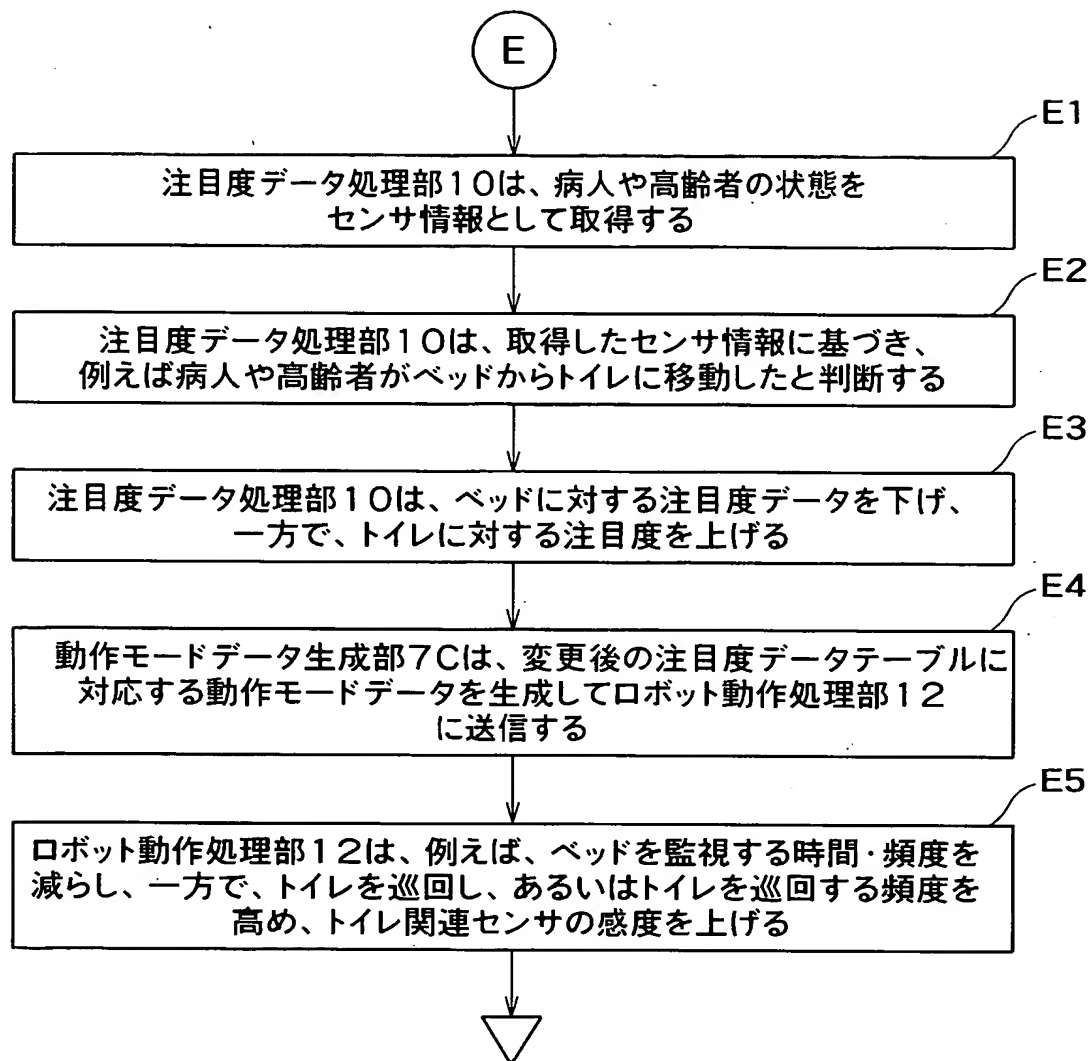 E
E1
注目度データ処理部10は、病人や高齢者の状態を
センサ情報として取得する
E2
注目度データ処理部10は、取得したセンサ情報に基づき、
例えば病人や高齢者がベッドからトイレに移動したと判断する
E3
注目度データ処理部10は、ベッドに対する注目度データを下げ、
一方で、トイレに対する注目度を上げる
E4
動作モードデータ生成部7Cは、変更後の注目度データテーブルに
対応する動作モードデータを生成してロボット動作処理部12
に送信する
E5
ロボット動作処理部12は、例えば、ベッドを監視する時間・頻度を
減らし、一方で、トイレを巡回し、あるいはトイレを巡回する頻度を
高め、トイレ関連センサの感度を上げる